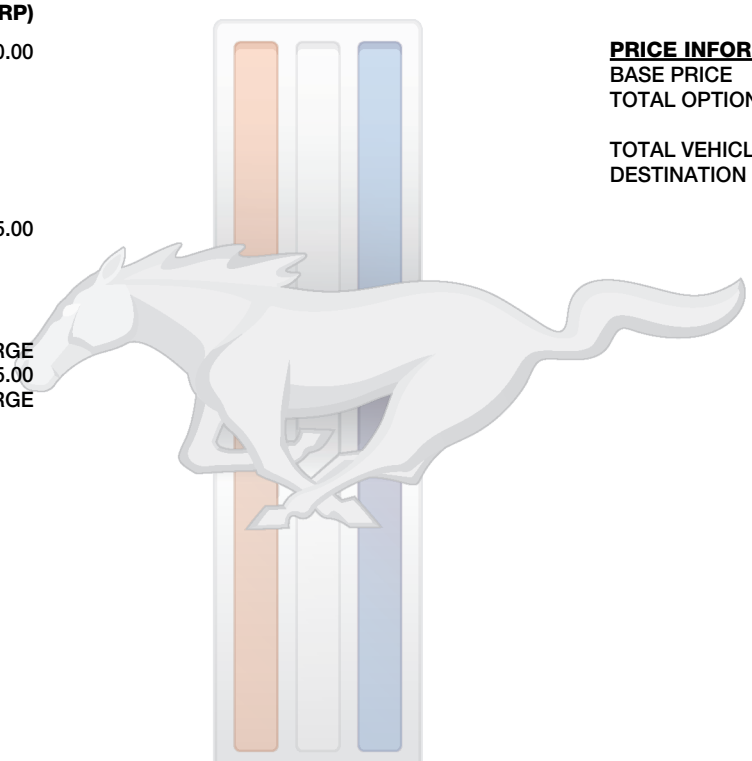 RP)
0.00
5.00
RGE
5.00
RGE
PRICE INFOR
BASE PRICE
TOTAL OPTION
TOTAL VEHICL
DESTINATION